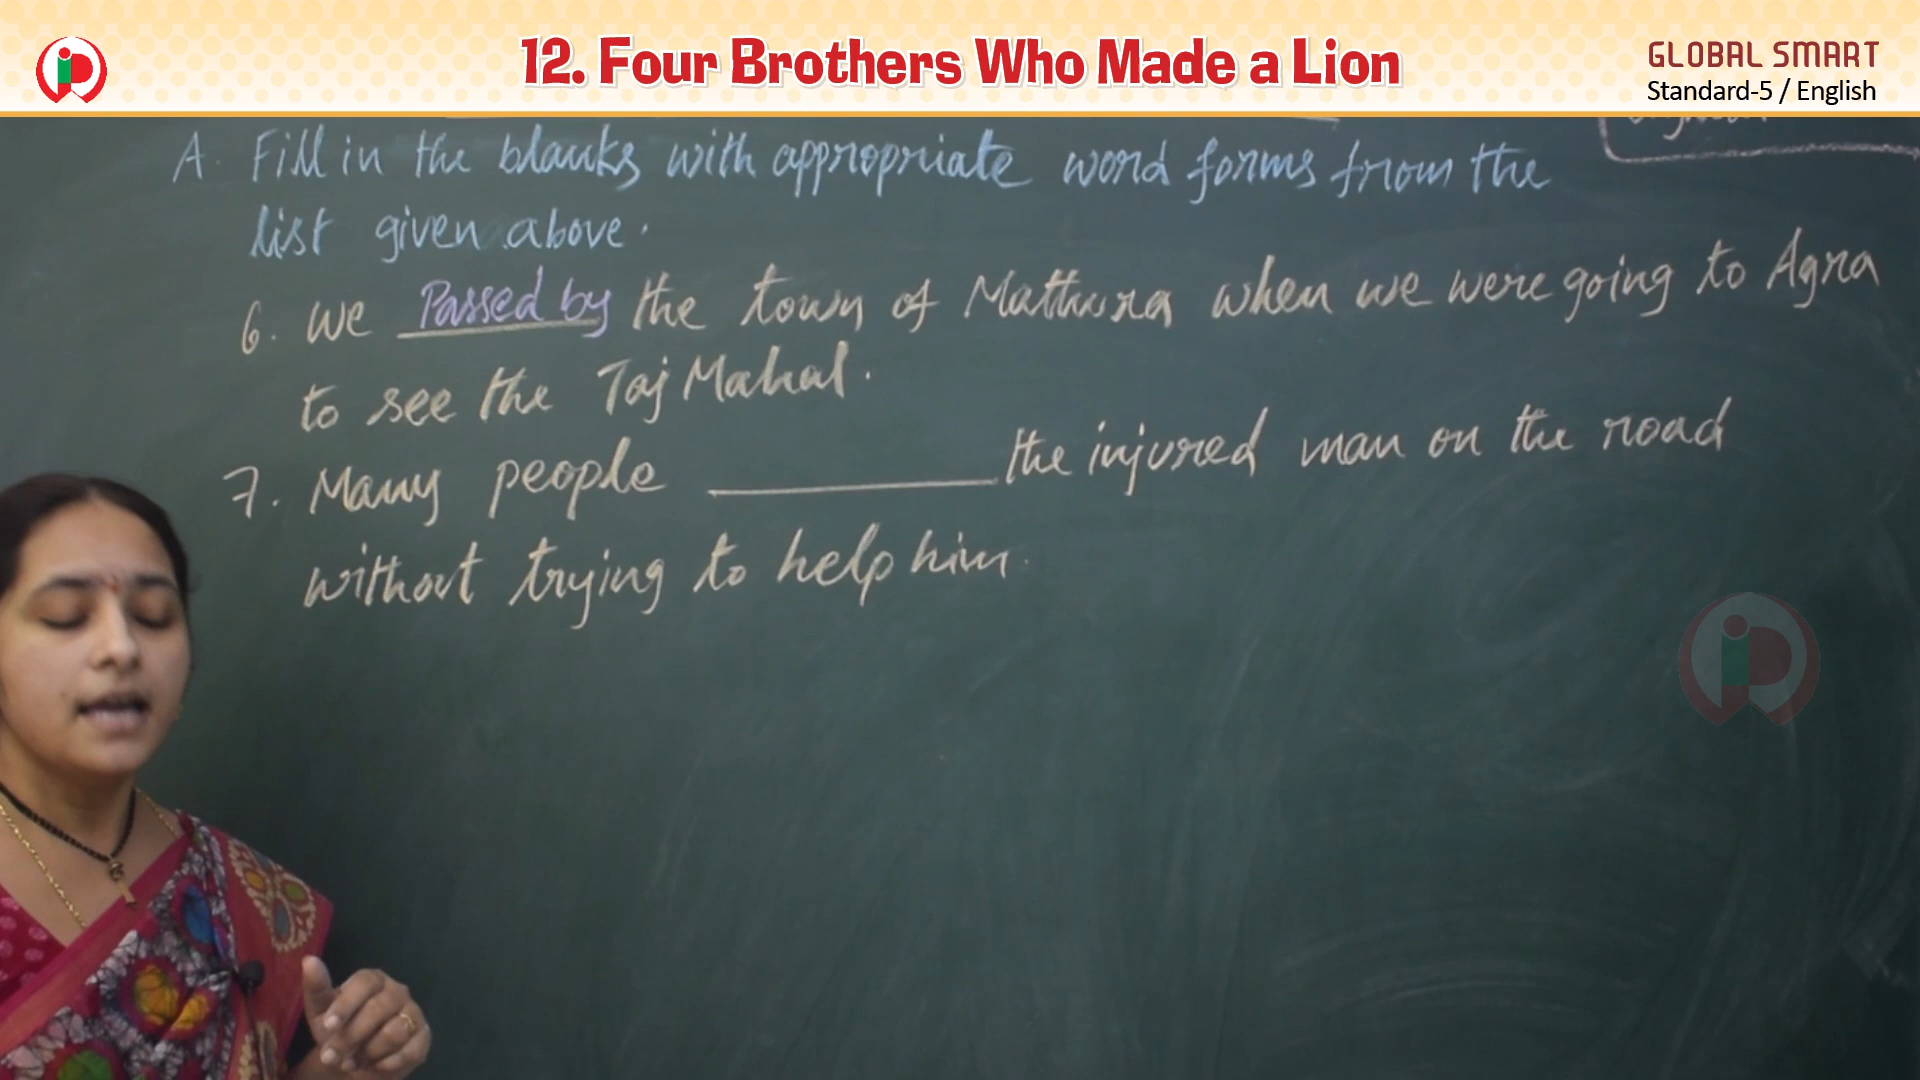 12. Four Brothers Who Made a Lion
GLOBAL SMART
Standard-5 / English
A. Fill in the blanks with appropriate word forms from the
list given above.
6. We Passed by the town of Mathura when we were going to Agra
to see the Taj Mahal.
7. Many people ________ the injured man on the road
without trying to help him.